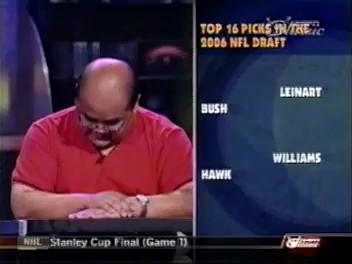 TOP 16 PICKS IN THE
2006 NFL DRAFT
LEINART
BUSH
WILLIAMS
HAWK
NHL Stanley Cup Final (Game 1)